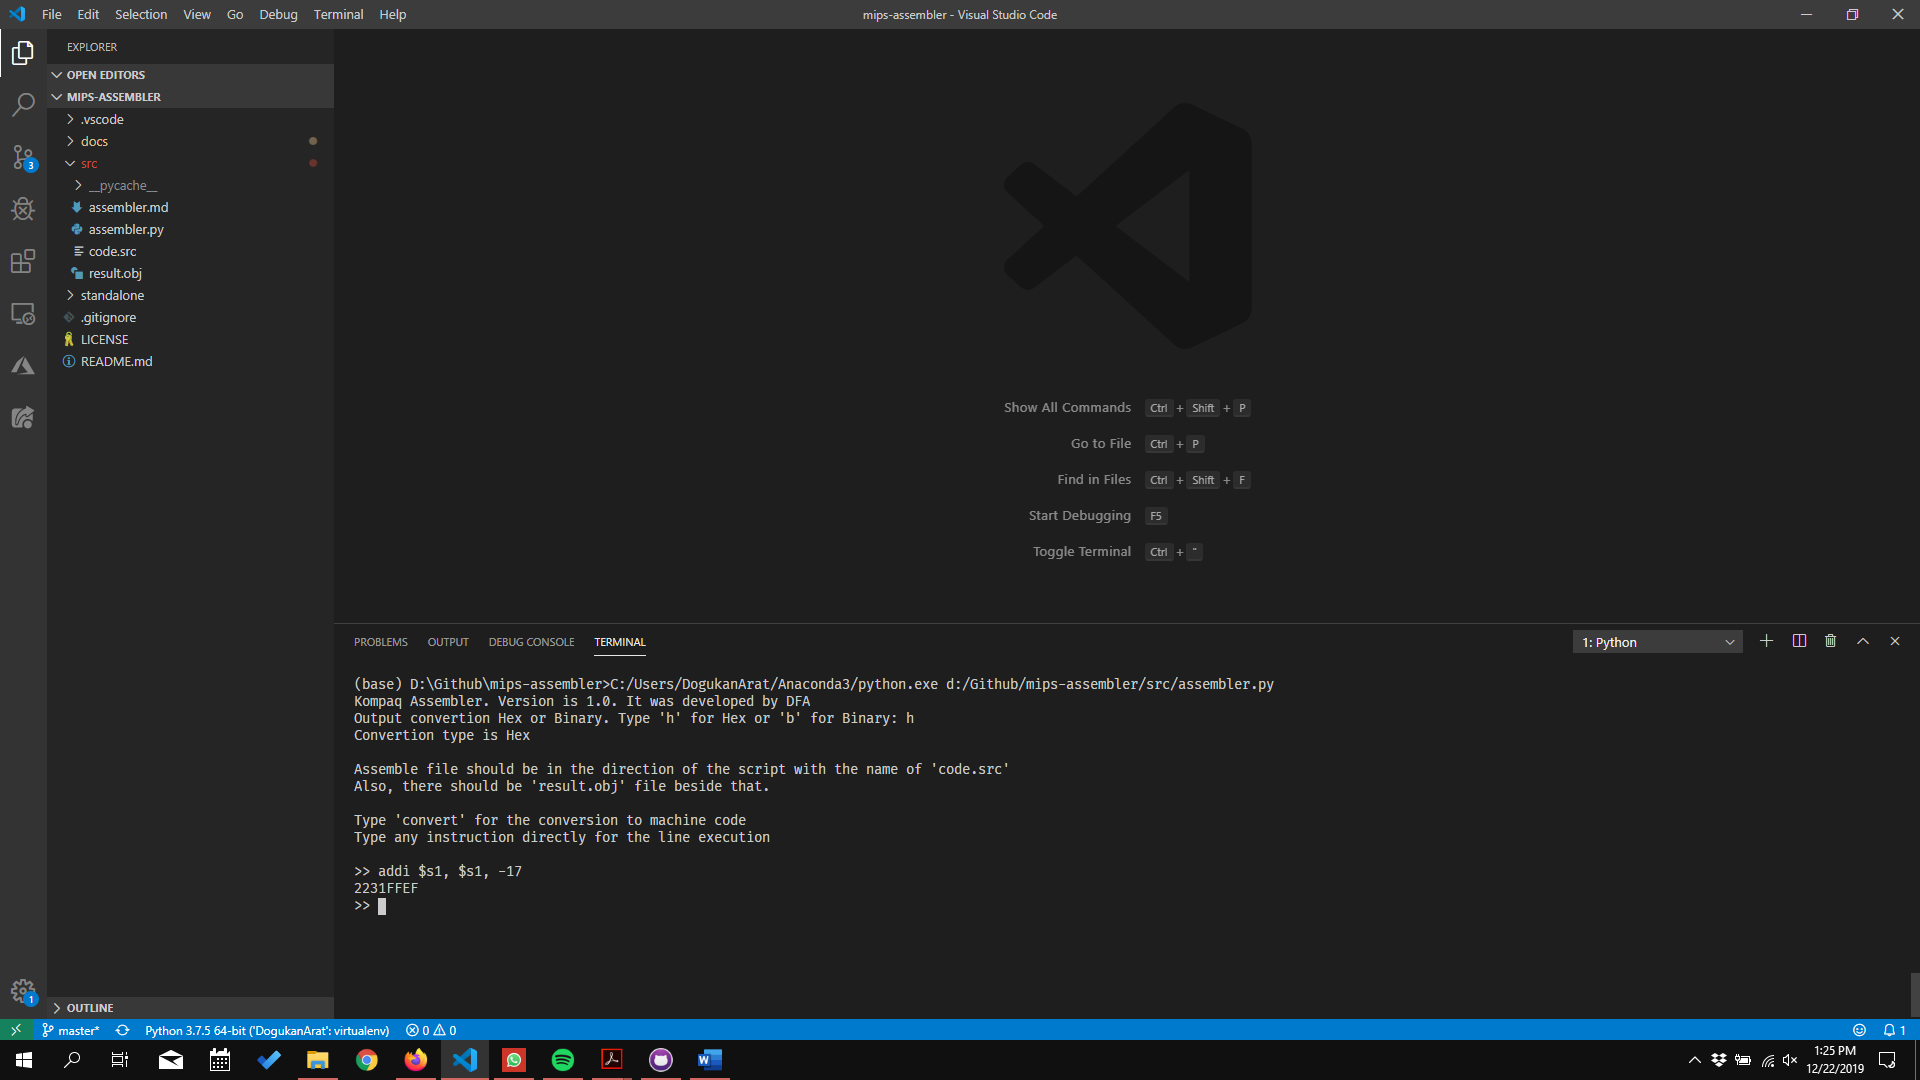 File Edit Selection View Go Debug Terminal Help
mips-assembler - Visual Studio Code
EXPLORER
OPEN EDITORS
MIPS-ASSEMBLER
.vscode
docs
src
__pycache__
assembler.md
assembler.py
code.src
result.obj
standalone
.gitignore
LICENSE
README.md
3
1
OUTLINE
Show All Commands Ctrl + Shift + P
Go to File Ctrl + P
Find in Files Ctrl + Shift + F
Start Debugging F5
Toggle Terminal Ctrl + "
PROBLEMS OUTPUT DEBUG CONSOLE TERMINAL
1: Python
(base) D:\Github\mips-assembler>C:/Users/DogukanArat/Anaconda3/python.exe d:/Github/mips-assembler/src/assembler.py
Kompaq Assembler. Version is 1.0. It was developed by DFA
Output convertion Hex or Binary. Type 'h' for Hex or 'b' for Binary: h
Convertion type is Hex
Assemble file should be in the direction of the script with the name of 'code.src'
Also, there should be 'result.obj' file beside that.
Type 'convert' for the conversion to machine code
Type any instruction directly for the line execution
>> addi $s1, $s1, -17
2231FFEF
>>
master* Python 3.7.5 64-bit ('DogukanArat': virtualenv) 0 0
1
1:25 PM
12/22/2019